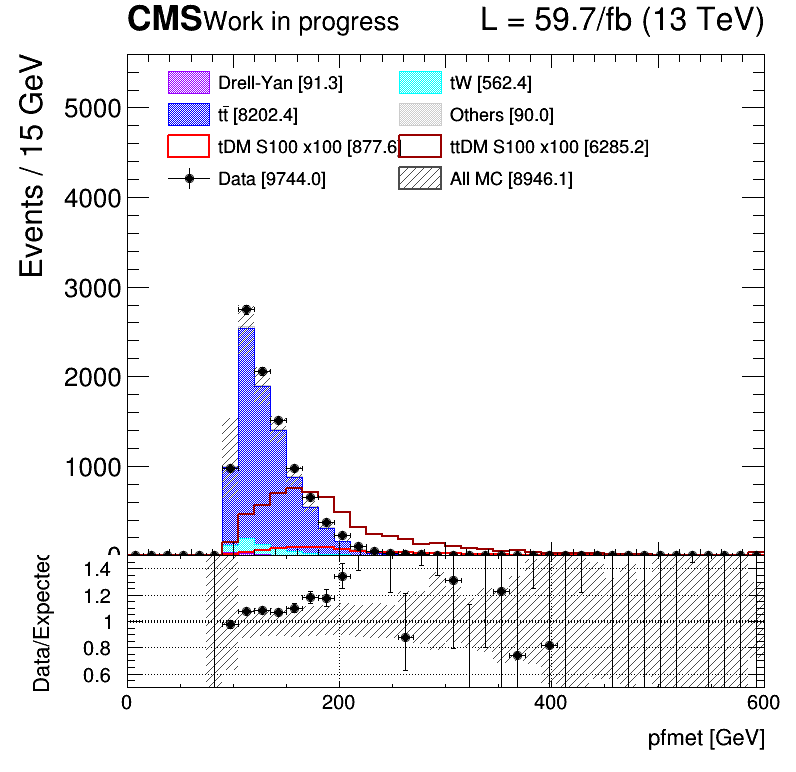 CMS Work in progress L = 59.7/fb (13 TeV)
Events / 15 GeV
5000
4000
3000
2000
1000
0
Drell-Yan [91.3] tW [562.4]
tt̄ [8202.4] Others [90.0]
tDM S100 x100 [877.6] ttDM S100 x100 [6285.2]
Data [9744.0] All MC [8946.1]
Data/Expected
1.4
1.2
1
0.8
0.6
0 200 400 600
pfmet [GeV]